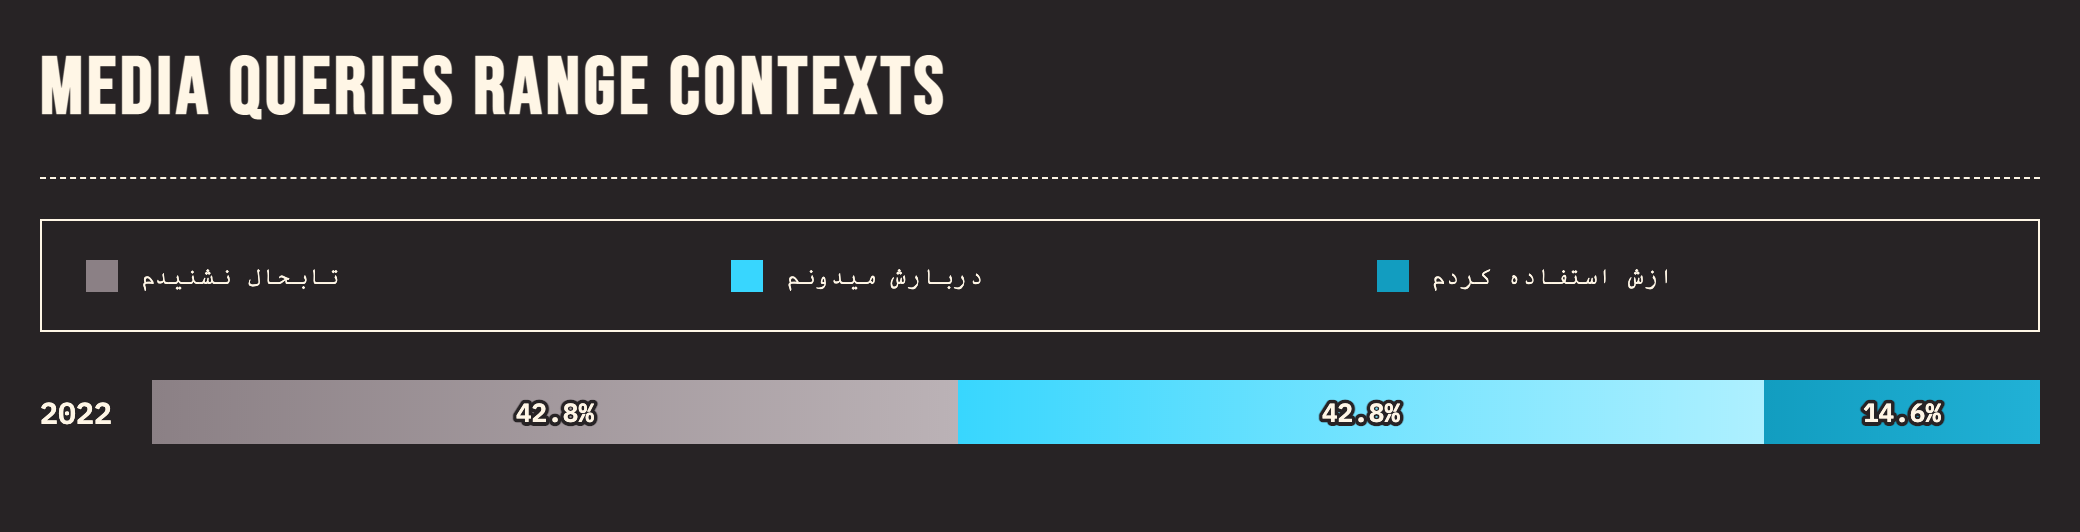 MEDIA QUERIES RANGE CONTEXTS
تابحال نشنیدم
دربارش میدونم
ازش استفاده کردم
2022 42.8% 42.8% 14.6%